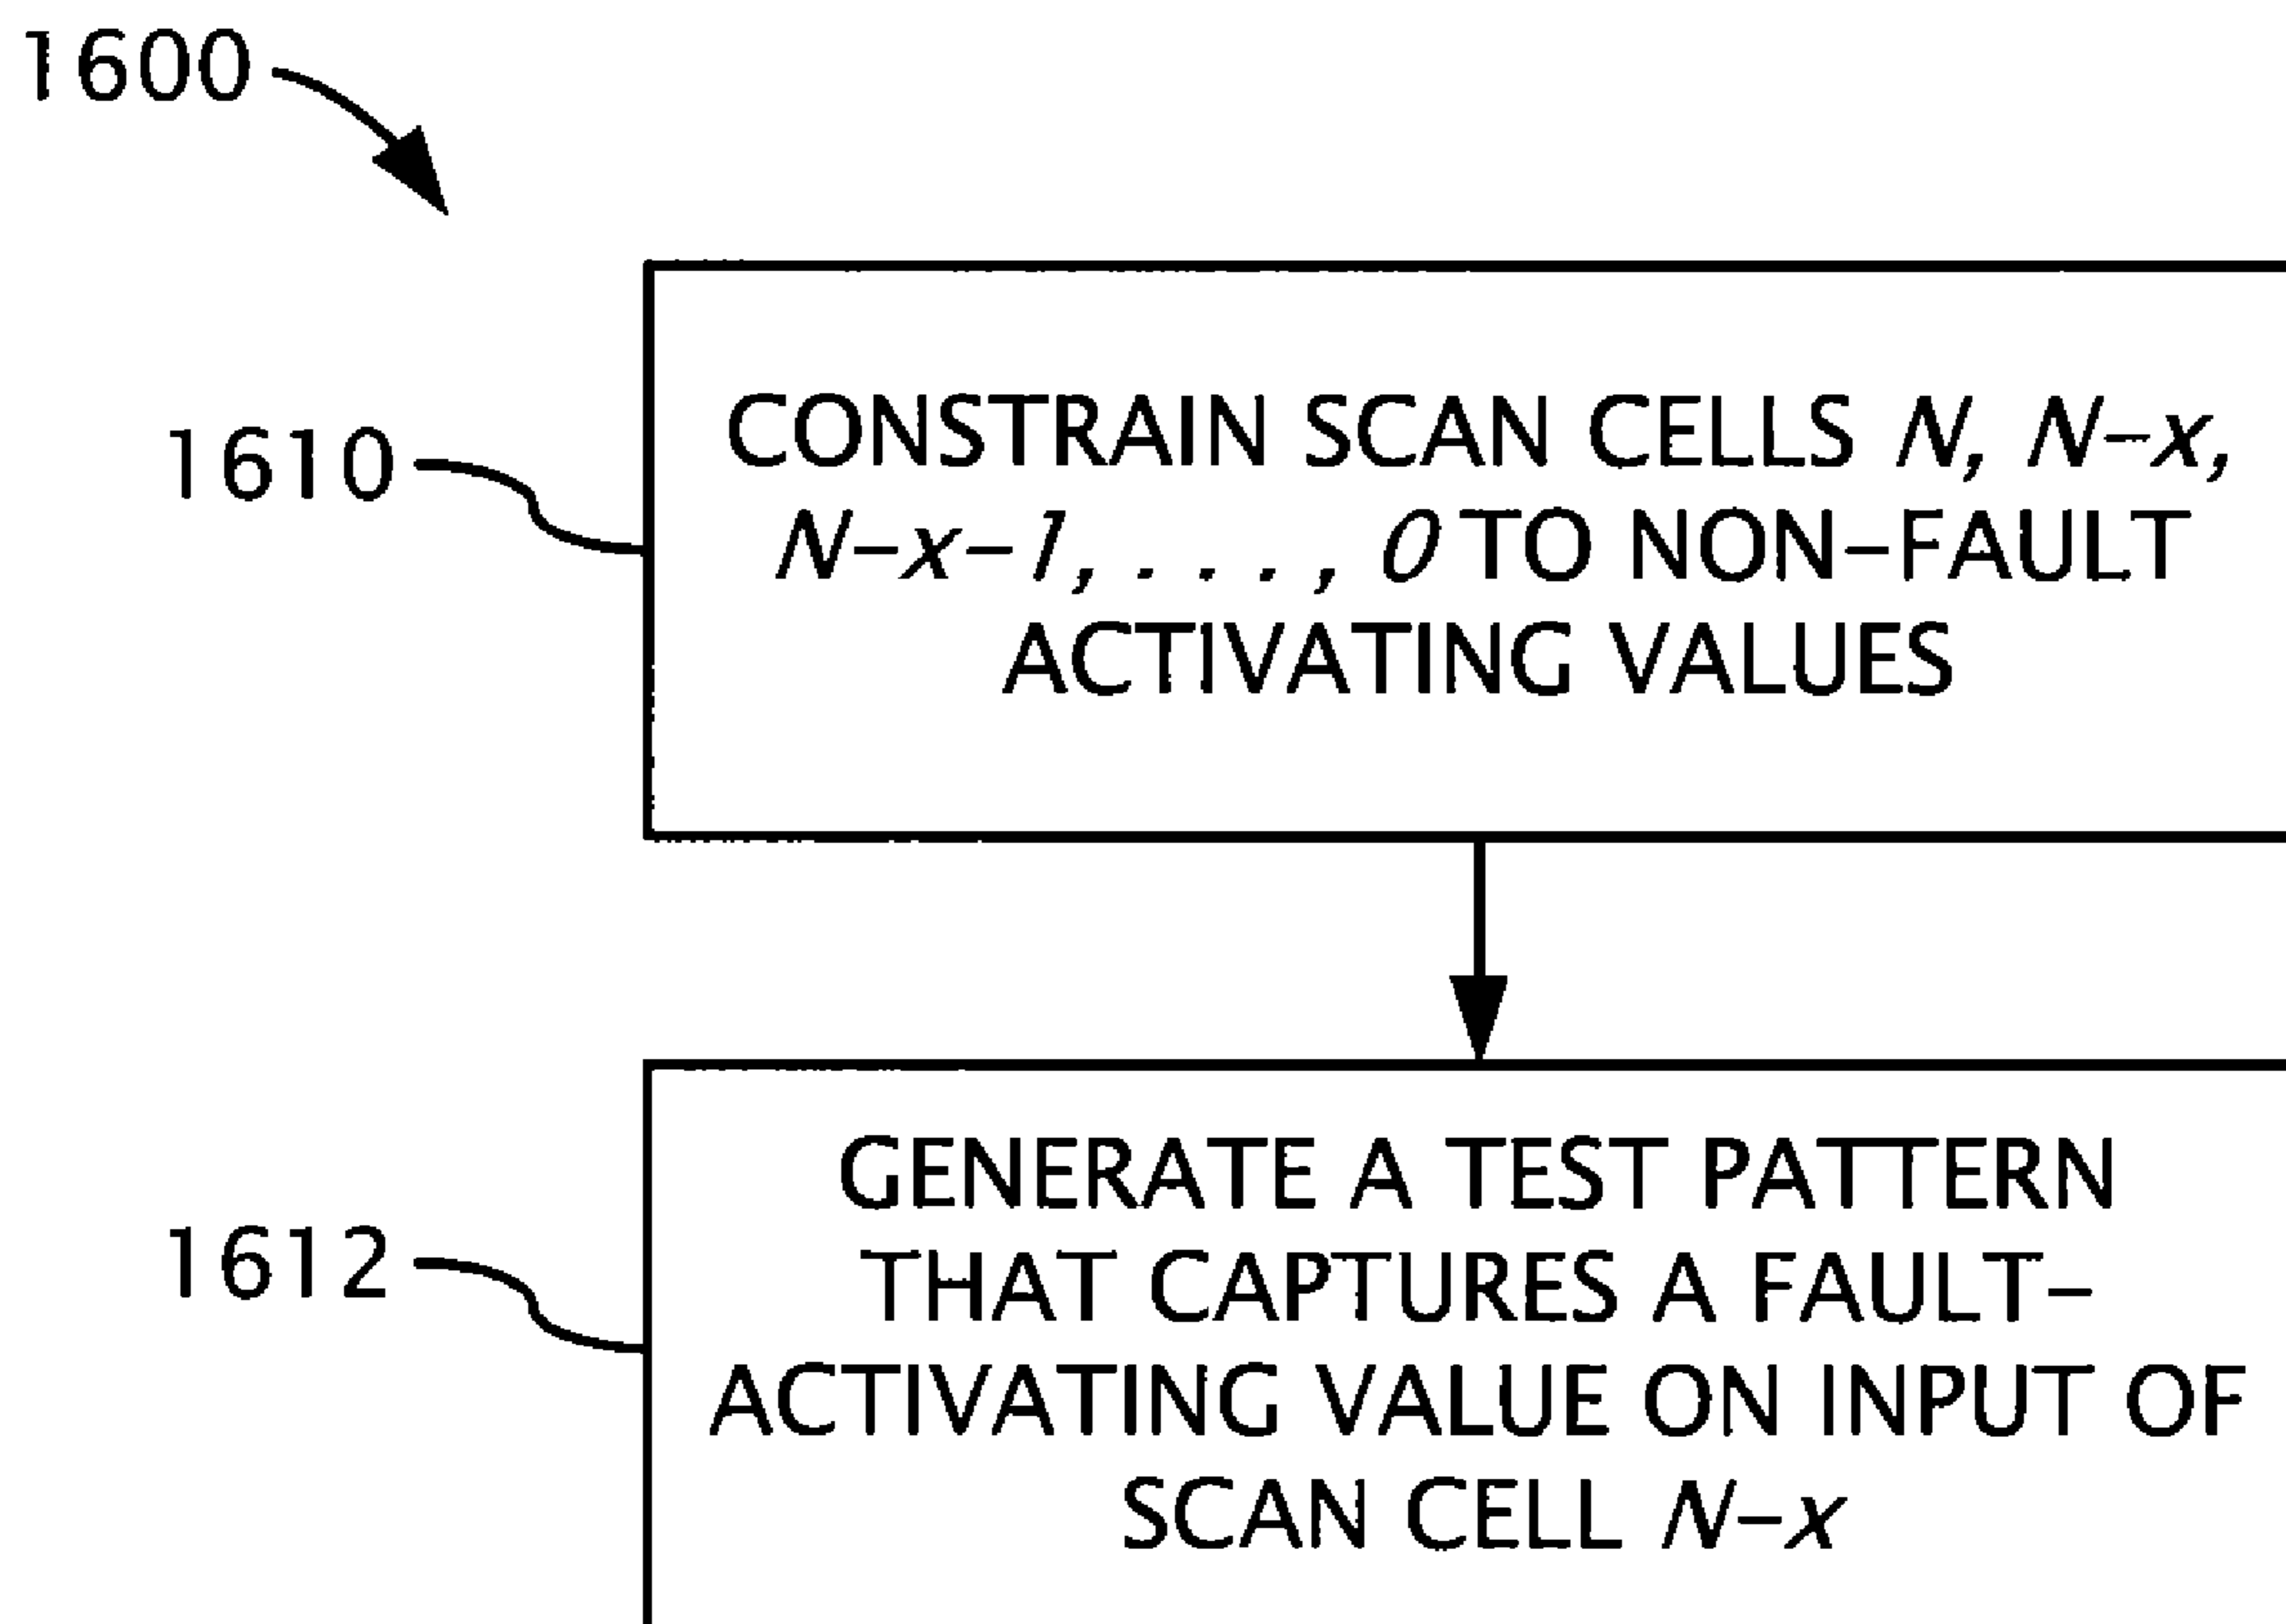 1600
1610
CONSTRAIN SCAN CELLS N, N–x,
N–x–1, . . . , 0 TO NON–FAULT
ACTIVATING VALUES
1612
GENERATE A TEST PATTERN
THAT CAPTURES A FAULT–
ACTIVATING VALUE ON INPUT OF
SCAN CELL N–x